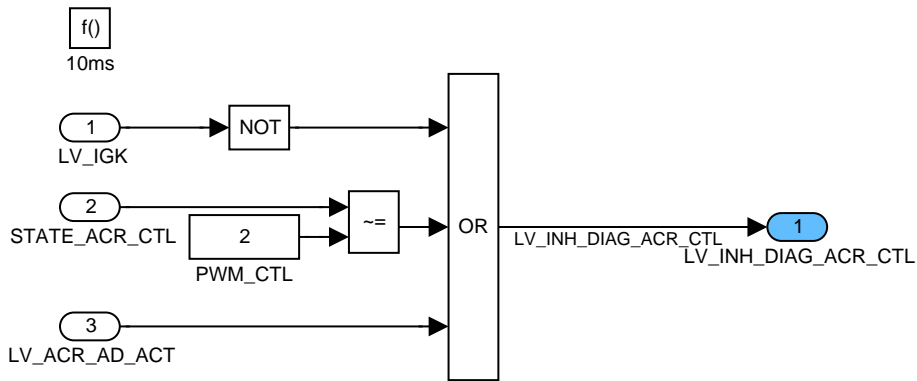 f()
10ms
1
LV_IGK
NOT
2
STATE_ACR_CTL
2
PWM_CTL
~=
3
LV_ACR_AD_ACT
OR
LV_INH_DIAG_ACR_CTL
1
LV_INH_DIAG_ACR_CTL